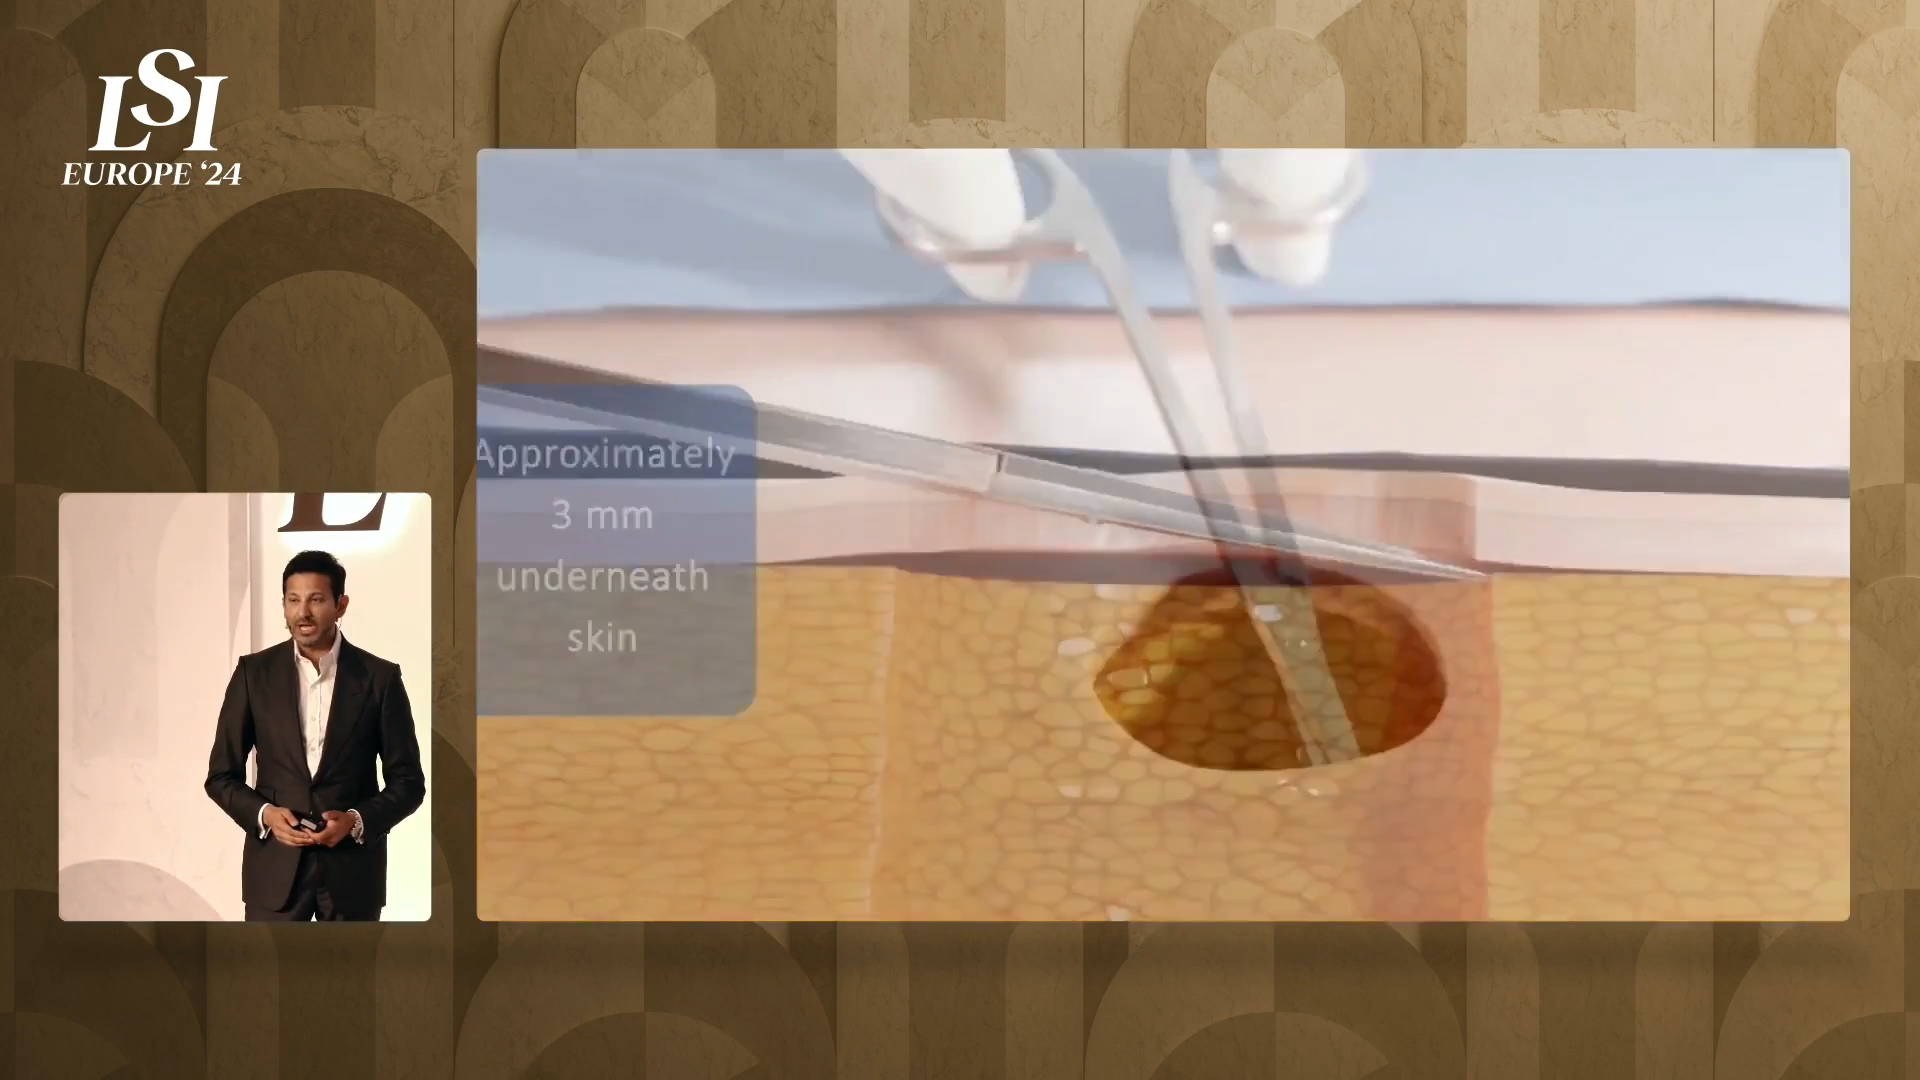 LSI
EUROPE ‘24
Approximately
3 mm
underneath
skin
L